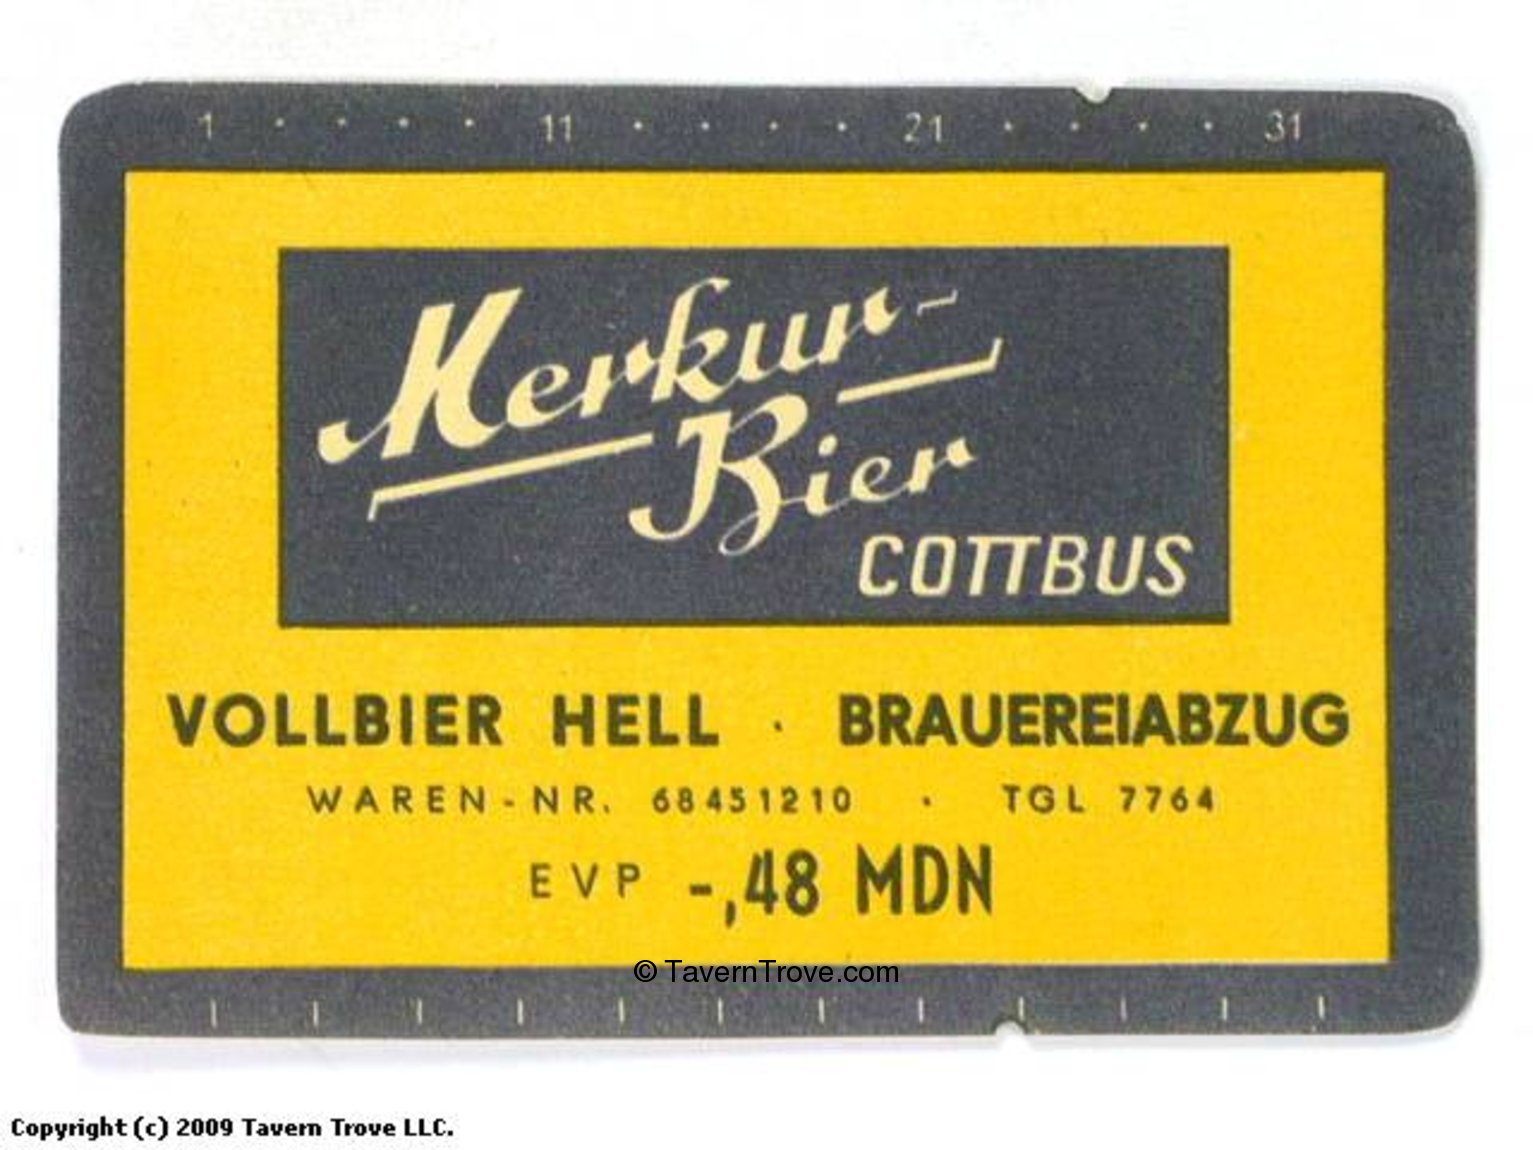 1 · · · · 11 · · · · 21 · · · · 31
Merkur-
Bier
COTTBUS
VOLLBIER HELL · BRAUEREIABZUG
WAREN-NR. 68451210 · TGL 7764
EVP -,48 MDN
© TavernTrove.com
Copyright (c) 2009 Tavern Trove LLC.